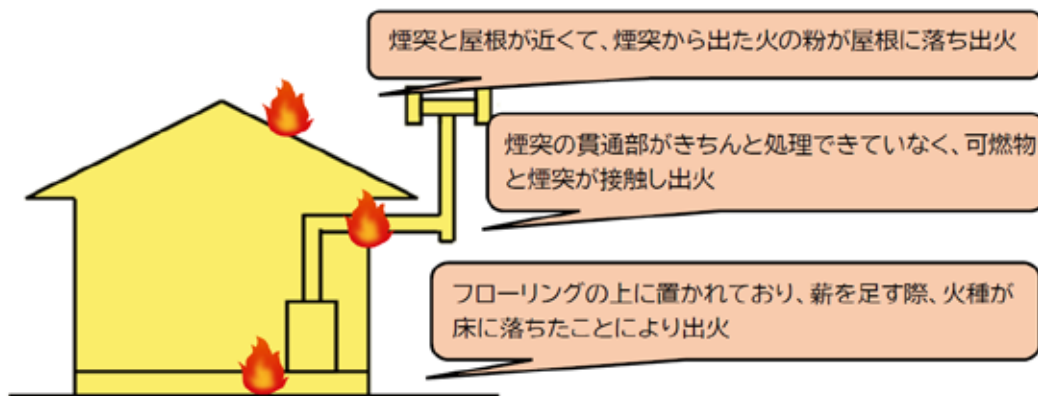 煙突と屋根が近くて、煙突から出た火の粉が屋根に落ち出火
煙突の貫通部がきちんと処理できていなく、可燃物
と煙突が接触し出火
フローリングの上に置かれており、薪を足す際、火種が
床に落ちたことにより出火